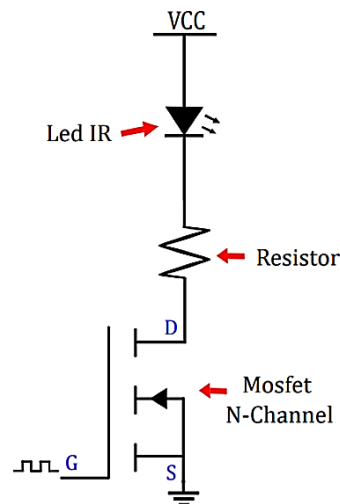 VCC
Led IR
Resistor
D
Mosfet
N-Channel
G
S